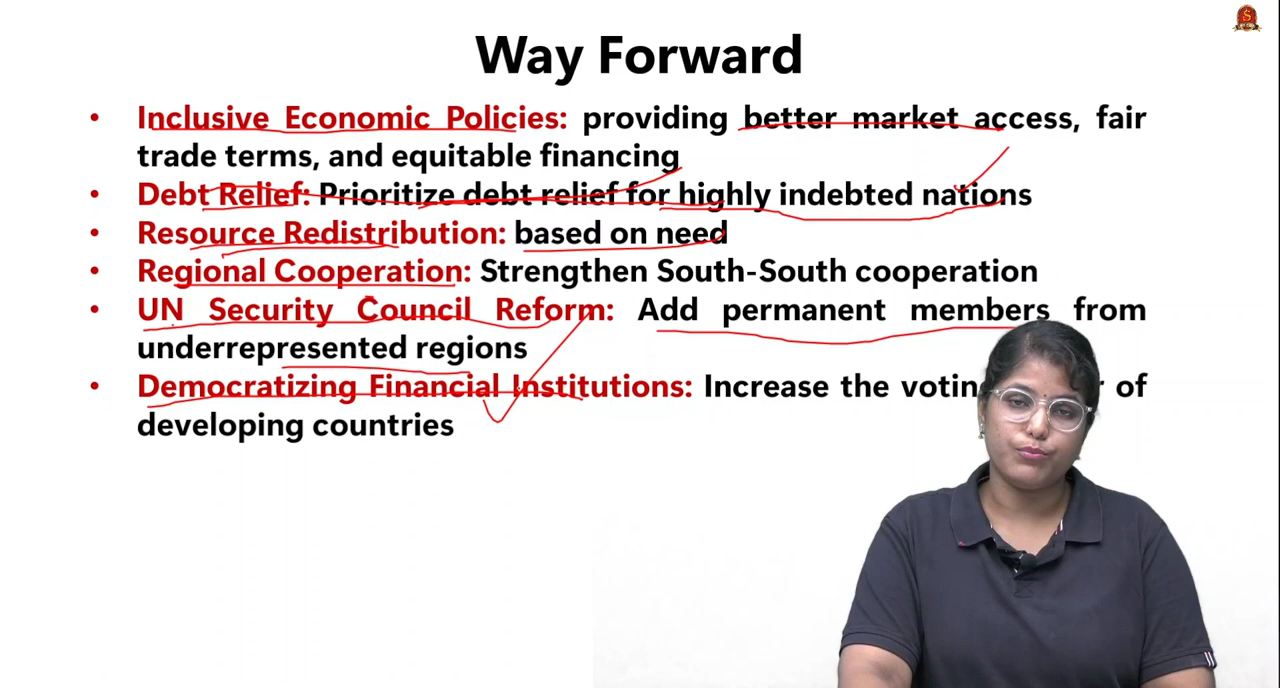 Way Forward
• Inclusive Economic Policies: providing better market access, fair
trade terms, and equitable financing
• Debt Relief: Prioritize debt relief for highly indebted nations
• Resource Redistribution: based on need
• Regional Cooperation: Strengthen South-South cooperation
• UN Security Council Reform: Add permanent members from
underrepresented regions
• Democratizing Financial Institutions: Increase the of
developing countries